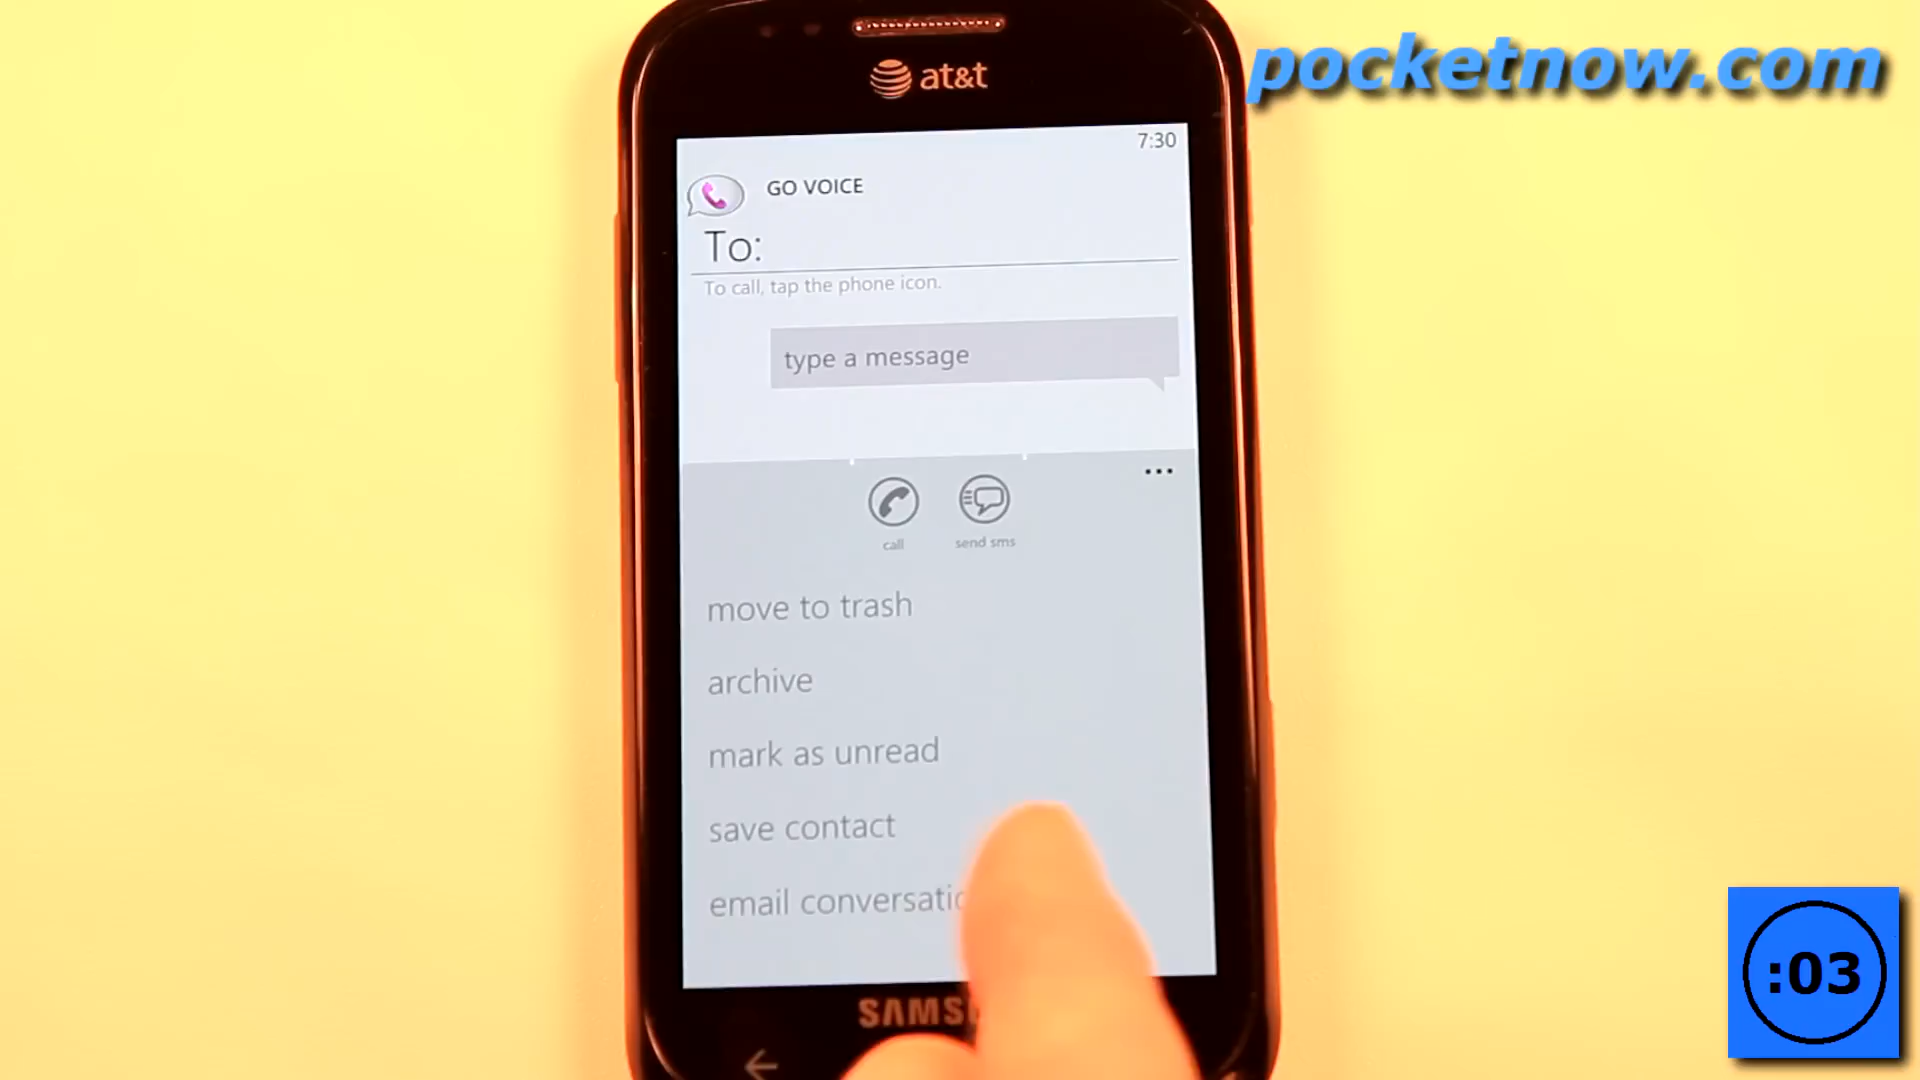 pocketnow.com
at&t
7:30
GO VOICE
To:
To call, tap the phone icon.
type a message
call
send sms
move to trash
archive
mark as unread
save contact
email conversatio
SAMS
:03